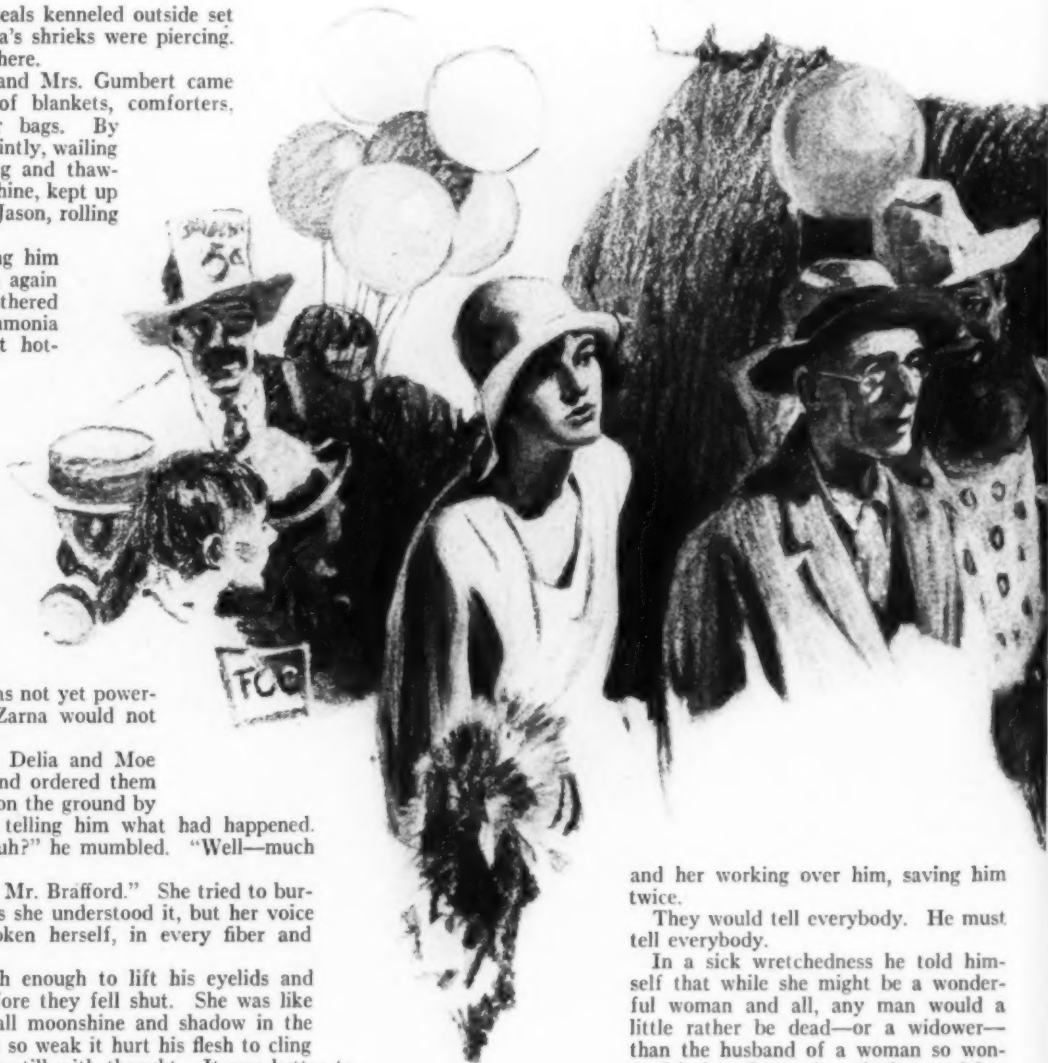 eals kenneled outside set
a's shrieks were piercing.
here.
and Mrs. Gumbert came
of blankets, comforters,
bags. By
intly, wailing
g and thaw-
hine, kept up
Jason, rolling
ng him
again
thered
monia
t hot-
5¢
FCC
as not yet power-
Zarna would not
Delia and Moe
nd ordered them
on the ground by
telling him what had happened.
uh?" he mumbled. "Well—much
Mr. Brafford." She tried to bur-
s she understood it, but her voice
oken herself, in every fiber and
h enough to lift his eyelids and
ore they fell shut. She was like
all moonshine and shadow in the
so weak it hurt his flesh to cling
and her working over him, saving him
twice.
They would tell everybody. He must
tell everybody.
In a sick wretchedness he told him-
self that while she might be a wonder-
ful woman and all, any man would a
little rather be dead—or a widower—
than the husband of a woman so won-